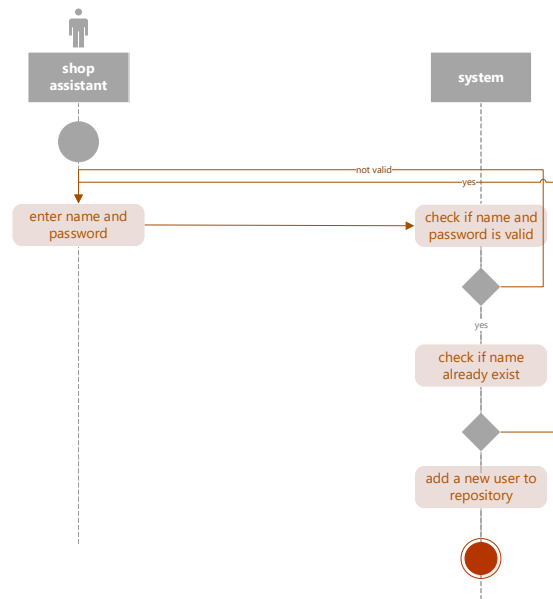 shop
assistant
system
not valid
yes
enter name and
password
check if name and
password is valid
yes
check if name
already exist
add a new user to
repository